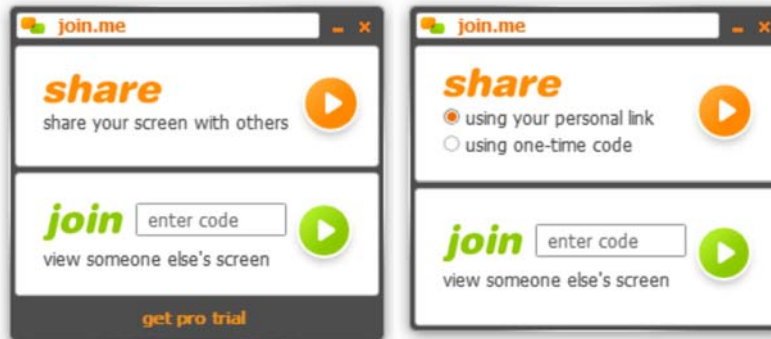 join.me
share
share your screen with others
join enter code
view someone else's screen
get pro trial
join.me
share
using your personal link
using one-time code
join enter code
view someone else's screen